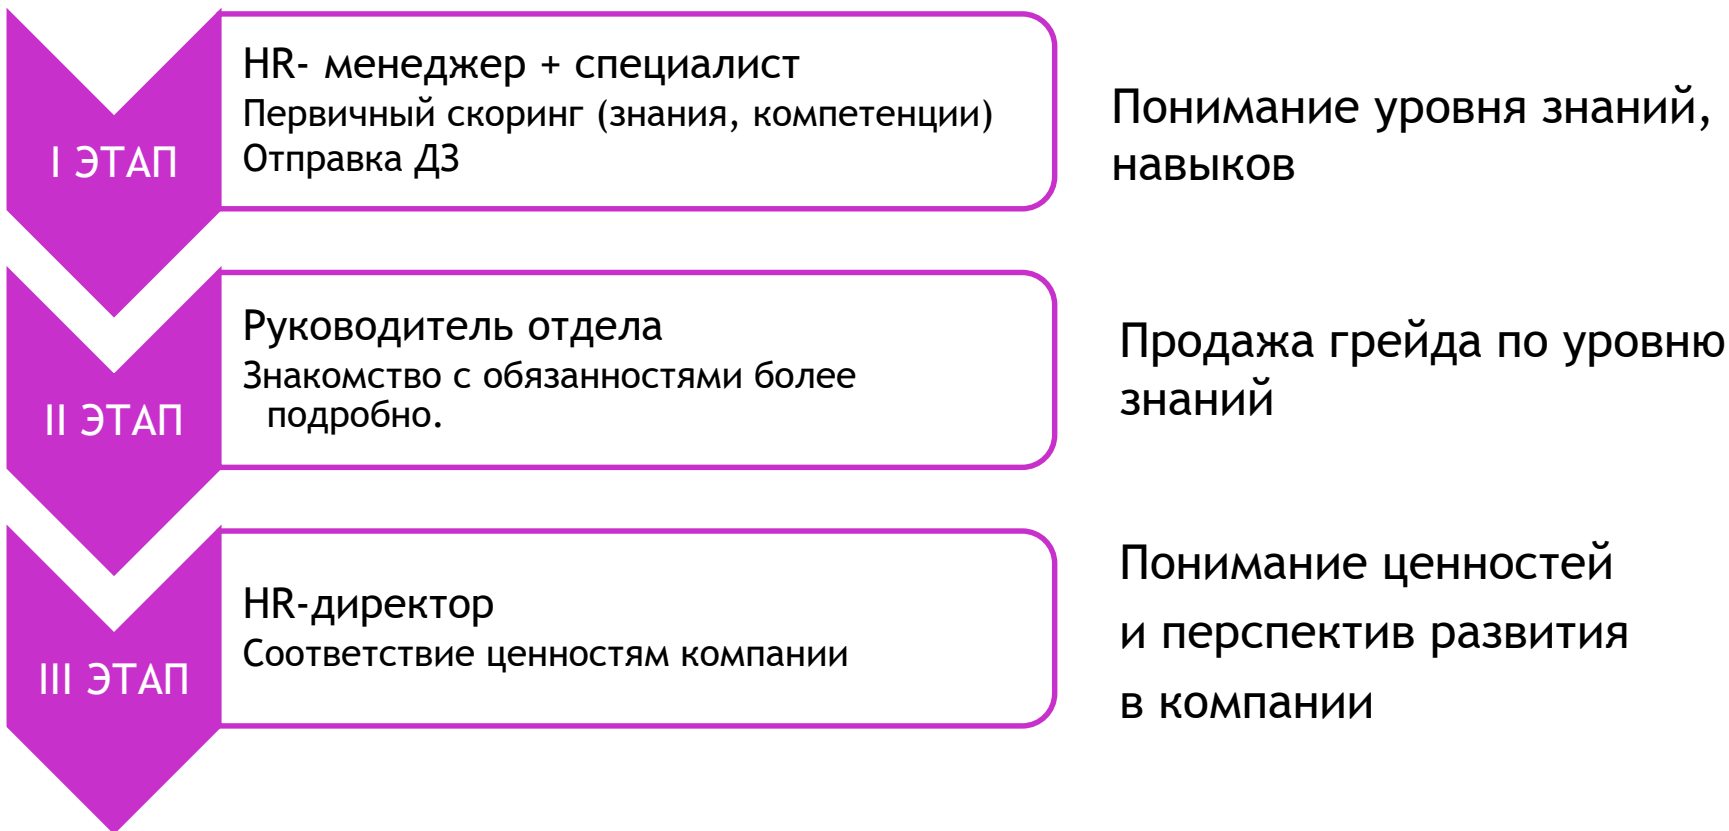 I ЭТАП
HR- менеджер + специалист
Первичный скоринг (знания, компетенции)
Отправка ДЗ
Понимание уровня знаний,
навыков
II ЭТАП
Руководитель отдела
Знакомство с обязанностями более
подробно.
Продажа грейда по уровню
знаний
III ЭТАП
HR-директор
Соответствие ценностям компании
Понимание ценностей
и перспектив развития
в компании